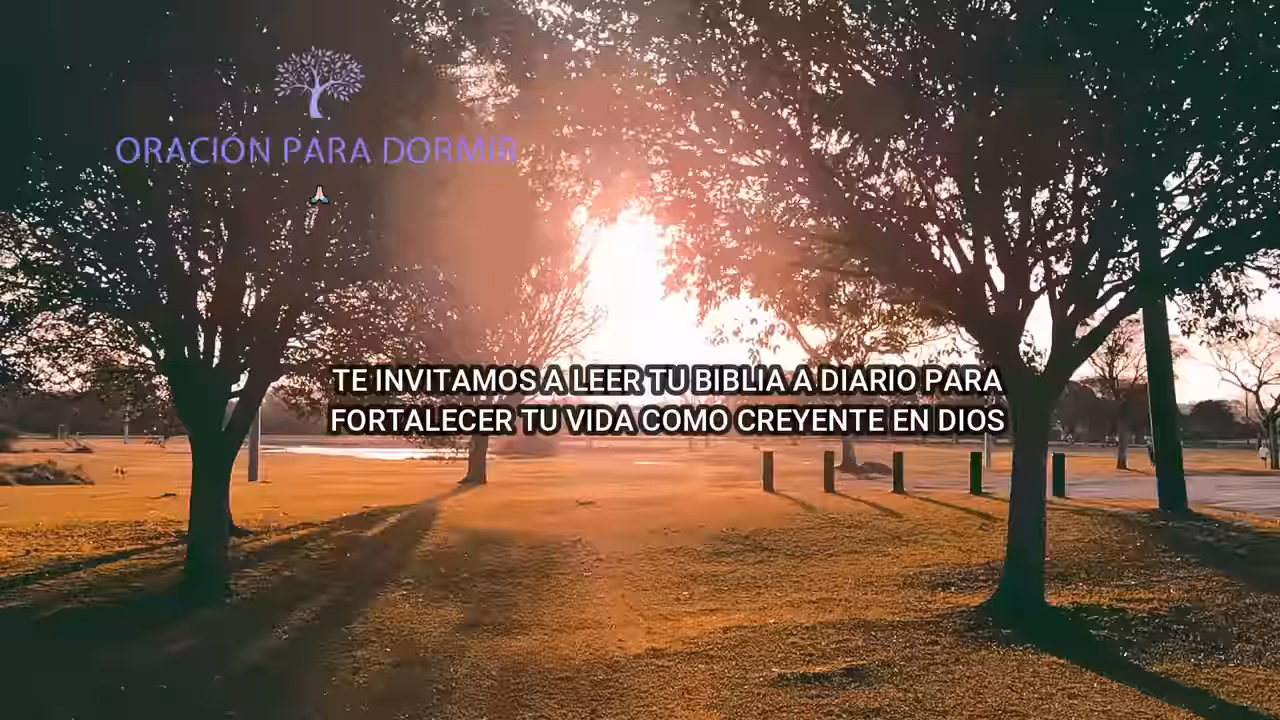 ORACIÓN PARA DORMIR
TE INVITAMOS A LEER TU BIBLIA A DIARIO PARA
FORTALECER TU VIDA COMO CREYENTE EN DIOS